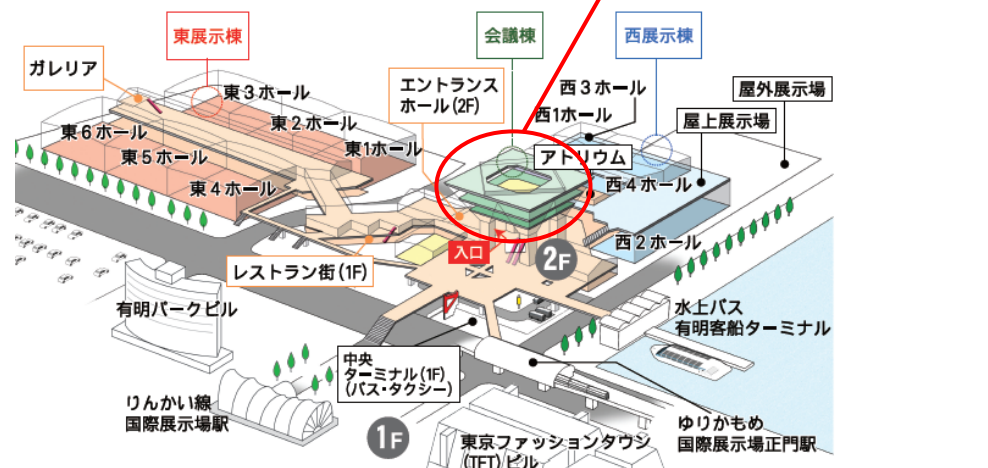 東展示棟
会議棟
西展示棟
ガレリア
エントランス
ホール(2F)
西3ホール
西1ホール
屋外展示場
屋上展示場
東3ホール
東2ホール
東1ホール
東6ホール
東5ホール
東4ホール
アトリウム
西4ホール
西2ホール
入口
2F
レストラン街(1F)
有明パークビル
水上バス
有明客船ターミナル
中央
ターミナル(1F)
(バス・タクシー)
りんかい線
国際展示場駅
1F
東京ファッションタウン
(TFT)ビル
ゆりかもめ
国際展示場正門駅